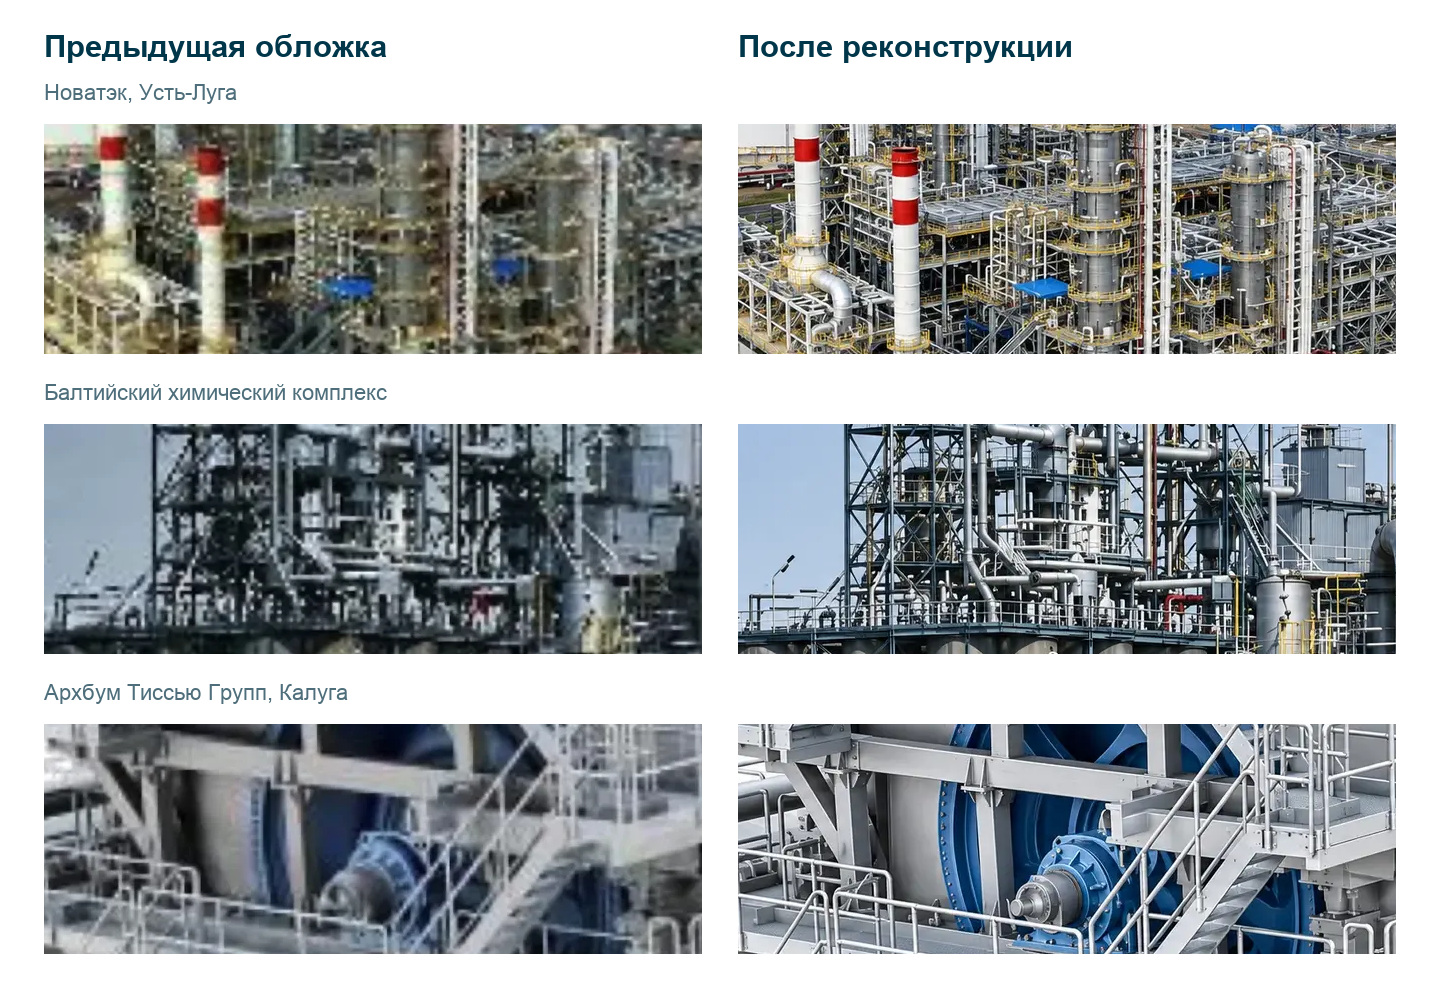 Предыдущая обложка
После реконструкции
Новатэк, Усть-Луга
Балтийский химический комплекс
Архбум Тиссью Групп, Калуга